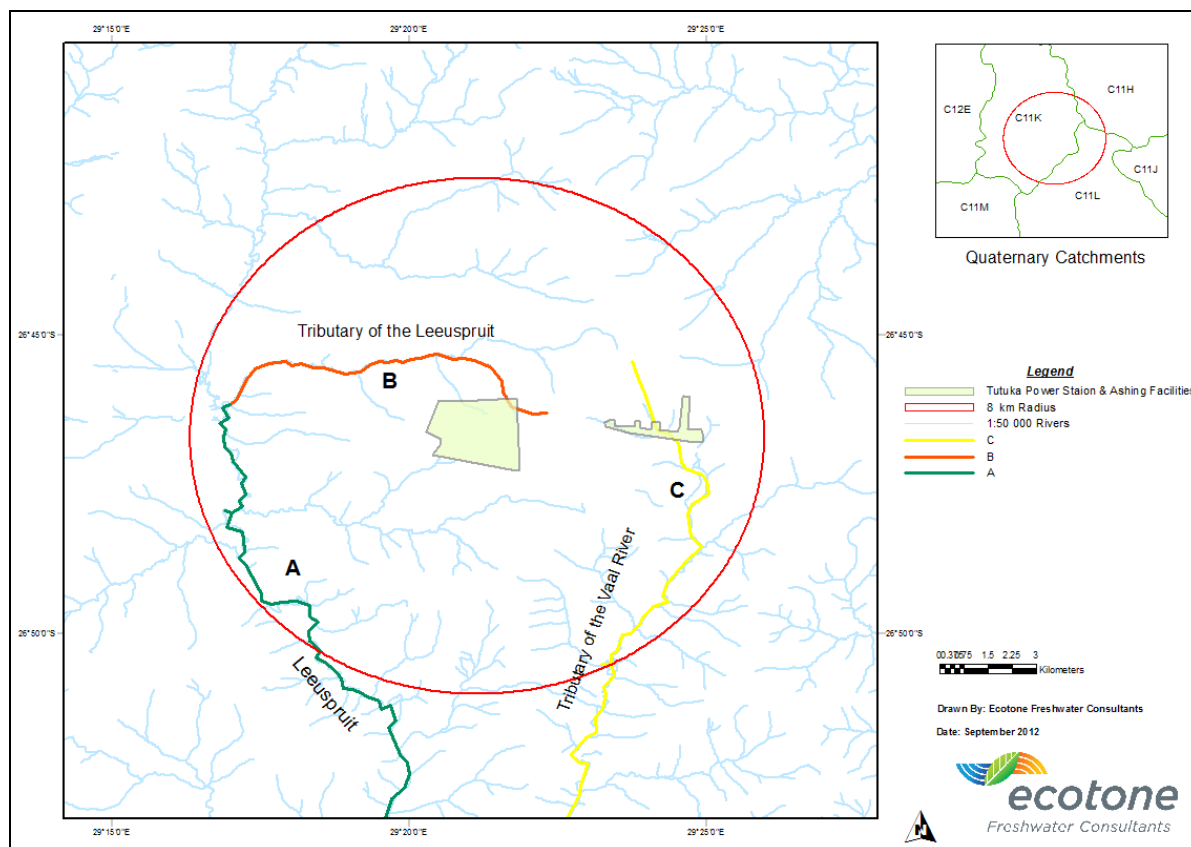 29°15'0"E
29°20'0"E
29°25'0"E
C12E
C11K
C11H
C11J
C11M
C11L
Quaternary Catchments
26°45'0"S
26°45'0"S
Tributary of the Leeuspruit
B
C
A
Tributary of the Vaal River
Leeuspruit
Legend
Tutuka Power Staion & Ashing Facilities
8 km Radius
1:50 000 Rivers
C
B
A
26°50'0"S
26°50'0"S
1.5 2.25 3
Kilometers
Drawn By: Ecotone Freshwater Consultants
Date: September 2012
ecotone
Freshwater Consultants
N
29°15'0"E
29°20'0"E
29°25'0"E